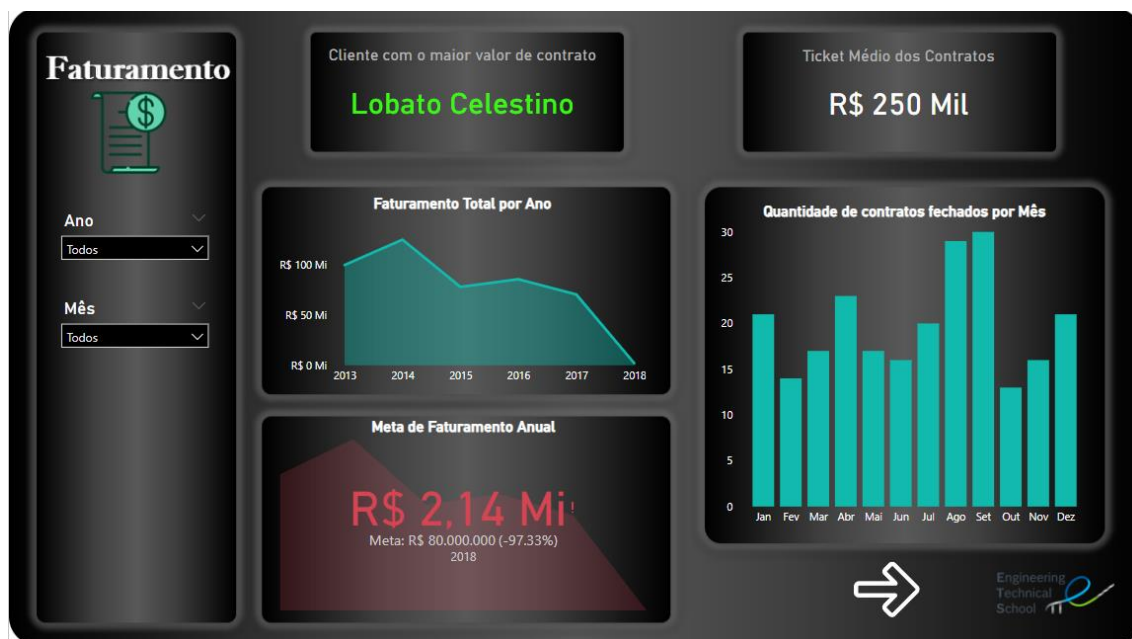 Faturamento
$
Ano
Todos
Mês
Todos
Cliente com o maior valor de contrato
Lobato Celestino
Ticket Médio dos Contratos
R$ 250 Mil
Faturamento Total por Ano
R$ 100 Mi
R$ 50 Mi
R$ 0 Mi
2013 2014 2015 2016 2017 2018
Meta de Faturamento Anual
R$ 2,14 Mi!
Meta: R$ 80.000.000 (-97.33%)
2018
Quantidade de contratos fechados por Mês
30
25
20
15
10
5
0
Jan Fev Mar Abr Mai Jun Jul Ago Set Out Nov Dez
Engineering
Technical
School